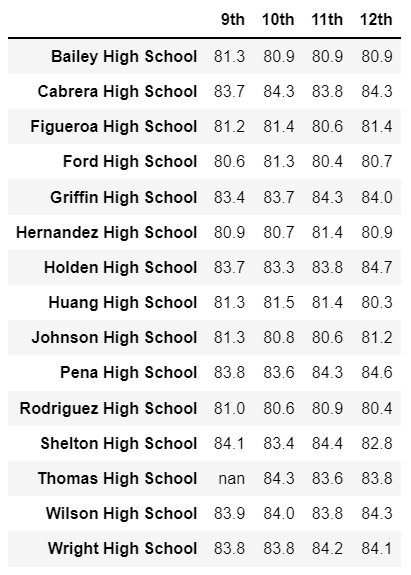 9th 10th 11th 12th
Bailey High School 81.3 80.9 80.9 80.9
Cabrera High School 83.7 84.3 83.8 84.3
Figueroa High School 81.2 81.4 80.6 81.4
Ford High School 80.6 81.3 80.4 80.7
Griffin High School 83.4 83.7 84.3 84.0
Hernandez High School 80.9 80.7 81.4 80.9
Holden High School 83.7 83.3 83.8 84.7
Huang High School 81.3 81.5 81.4 80.3
Johnson High School 81.3 80.8 80.6 81.2
Pena High School 83.8 83.6 84.3 84.6
Rodriguez High School 81.0 80.6 80.9 80.4
Shelton High School 84.1 83.4 84.4 82.8
Thomas High School nan 84.3 83.6 83.8
Wilson High School 83.9 84.0 83.8 84.3
Wright High School 83.8 83.8 84.2 84.1